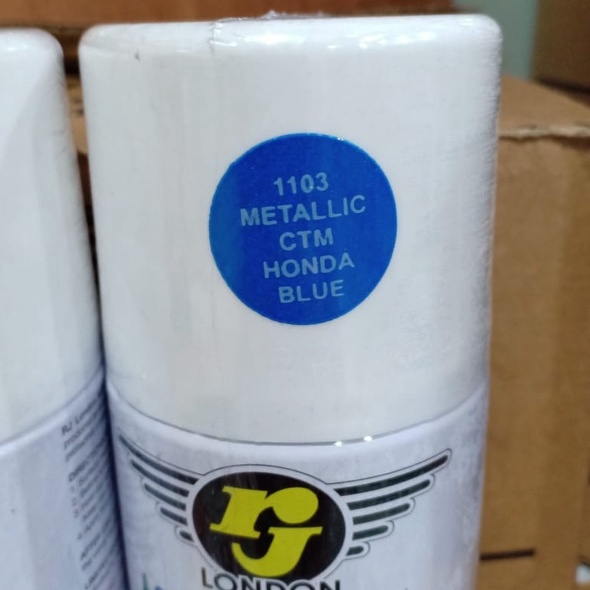 1103
METALLIC
CTM
HONDA
BLUE
rJ
LONDON